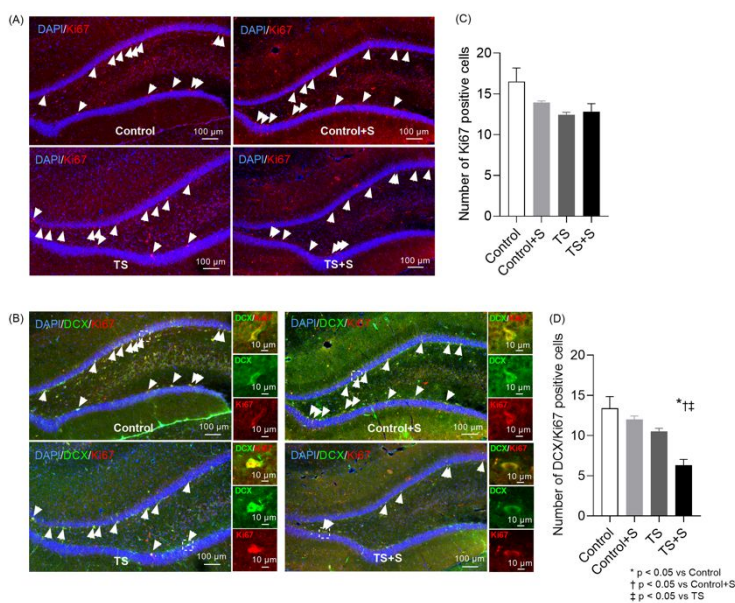 (A)
DAPI/Ki67
Control
100 µm
DAPI/Ki67
Control+S
100 µm
DAPI/Ki67
TS
100 µm
DAPI/Ki67
TS+S
100 µm
(C)
Number of Ki67 positive cells
20
15
10
5
0
Control
Control+S
TS
TS+S
(B)
DAPI/DCX/Ki67
Control
100 µm
DCX/Ki67
10 µm
DCX
10 µm
Ki67
10 µm
DAPI/DCX/Ki67
Control+S
100 µm
DCX/Ki67
10 µm
DCX
10 µm
Ki67
10 µm
DAPI/DCX/Ki67
TS
100 µm
DCX/Ki67
10 µm
DCX
10 µm
Ki67
10 µm
DAPI/DCX/Ki67
TS+S
100 µm
DCX/Ki67
10 µm
DCX
10 µm
Ki67
10 µm
(D)
Number of DCX/Ki67 positive cells
20
15
10
5
0
*†‡
Control
Control+S
TS
TS+S
* p < 0.05 vs Control
† p < 0.05 vs Control+S
‡ p < 0.05 vs TS